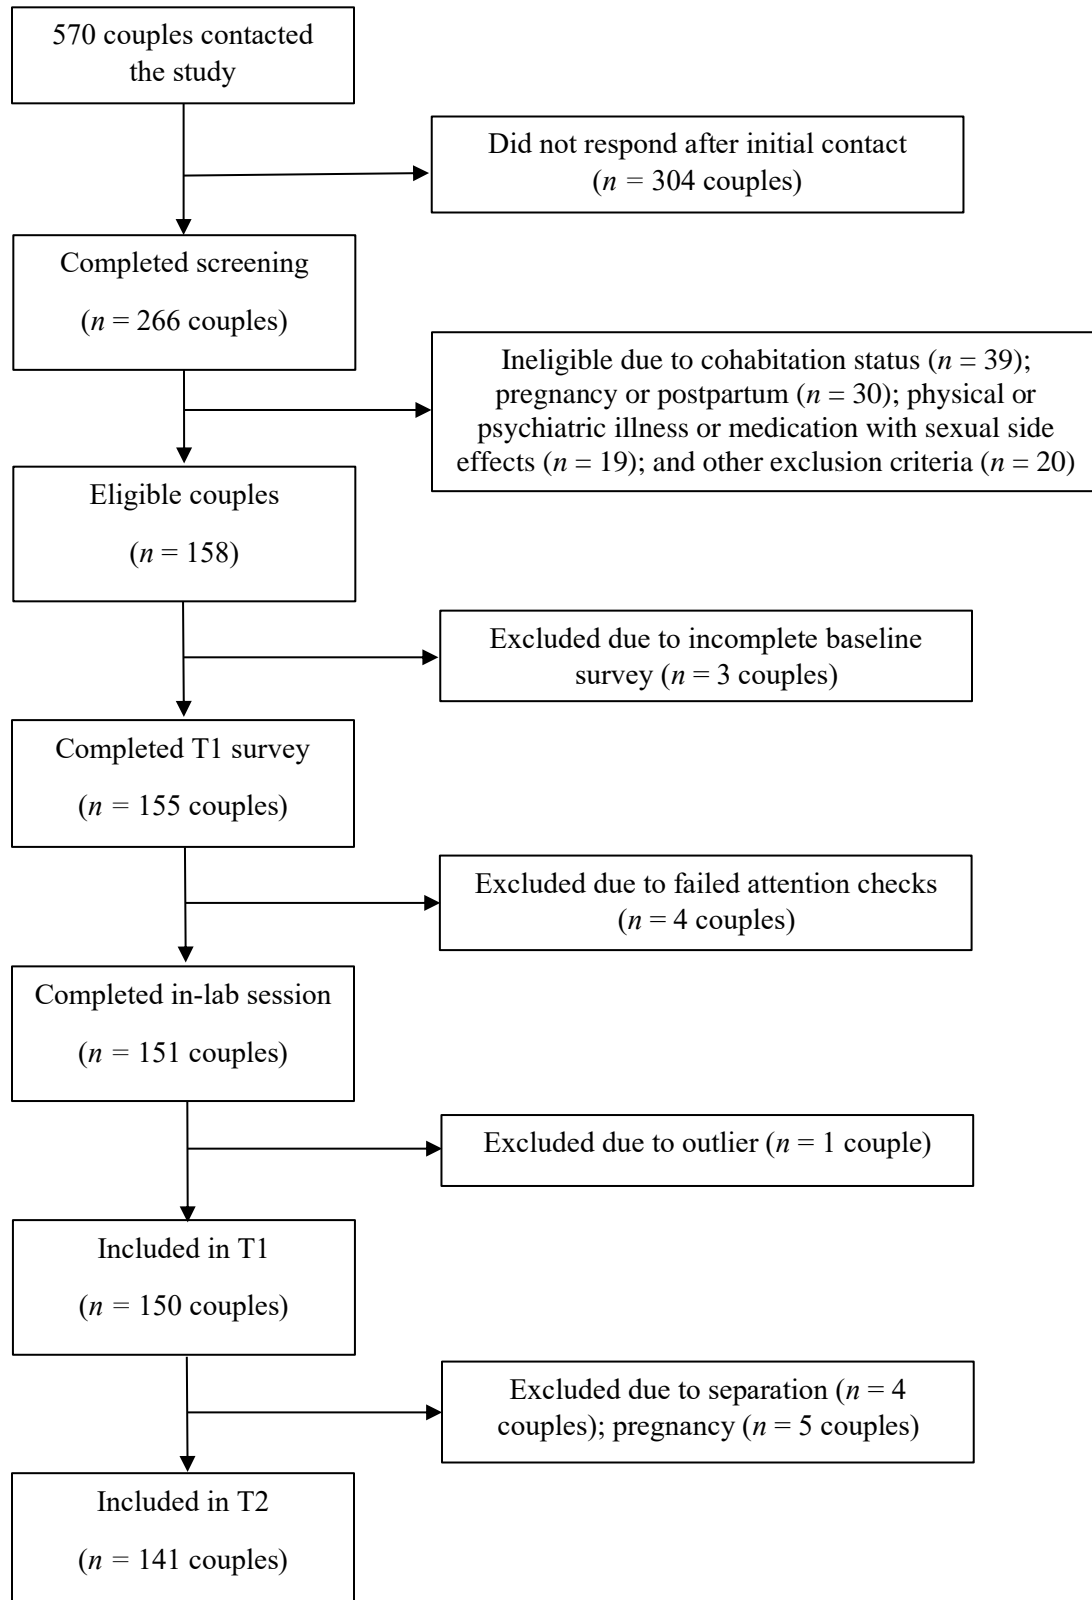 570 couples contacted
the study
Did not respond after initial contact
(n = 304 couples)
Completed screening
(n = 266 couples)
Ineligible due to cohabitation status (n = 39);
pregnancy or postpartum (n = 30); physical or
psychiatric illness or medication with sexual side
effects (n = 19); and other exclusion criteria (n = 20)
Eligible couples
(n = 158)
Excluded due to incomplete baseline
survey (n = 3 couples)
Completed T1 survey
(n = 155 couples)
Excluded due to failed attention checks
(n = 4 couples)
Completed in-lab session
(n = 151 couples)
Excluded due to outlier (n = 1 couple)
Included in T1
(n = 150 couples)
Excluded due to separation (n = 4
couples); pregnancy (n = 5 couples)
Included in T2
(n = 141 couples)